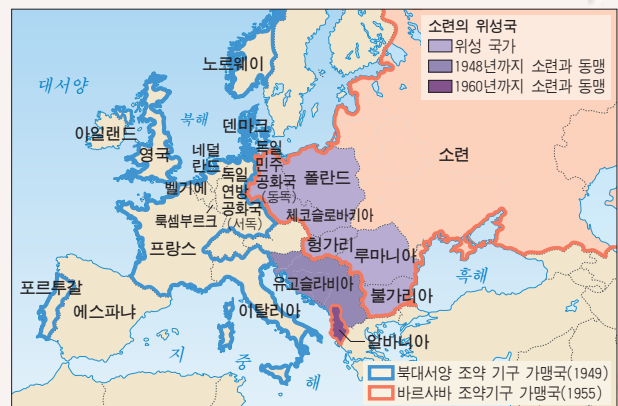 소련의 위성국
위성 국가
1948년까지 소련과 동맹
1960년까지 소련과 동맹
노르웨이
대서양
북해
덴마크
아일랜드
영국
네덜
란드
독일
민주
공화국
(동독)
소련
벨기에
독일
연방
공화국
(서독)
폴란드
룩셈부르크
체코슬로바키아
프랑스
헝가리
루마니아
흑해
유고슬라비아
불가리아
포르투갈
에스파냐
이탈리아
알바니아
지
중
해
북대서양 조약 기구 가맹국(1949)
바르샤바 조약기구 가맹국(1955)